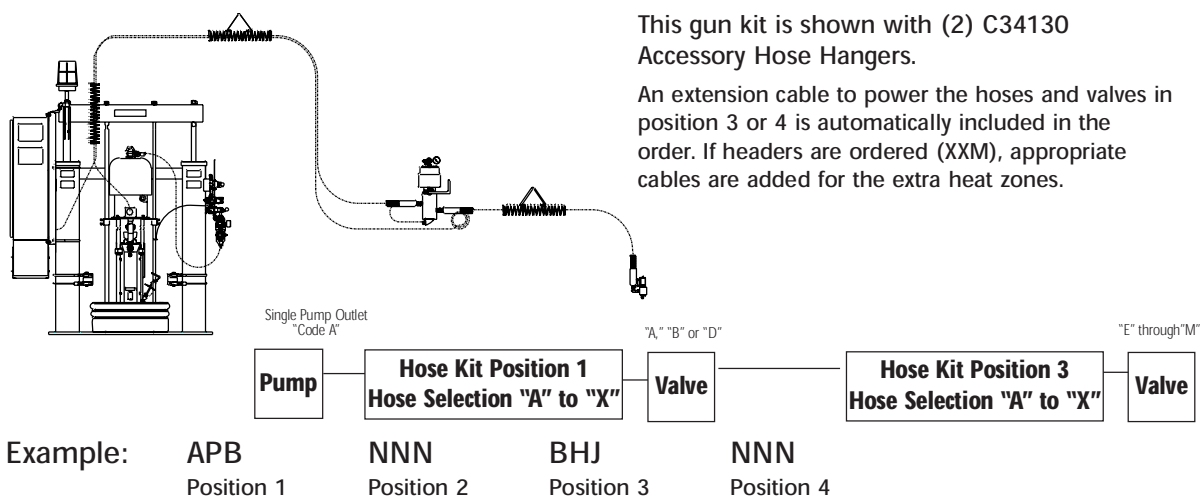 This gun kit is shown with (2) C34130
Accessory Hose Hangers.
An extension cable to power the hoses and valves in
position 3 or 4 is automatically included in the
order. If headers are ordered (XXM), appropriate
cables are added for the extra heat zones.
Single Pump Outlet
“Code A”
“A,” “B” or “D”
“E” through“M”
Pump
Hose Kit Position 1
Hose Selection “A” to “X”
Valve
Hose Kit Position 3
Hose Selection “A” to “X”
Valve
Example: APB NNN BHJ NNN
Position 1 Position 2 Position 3 Position 4